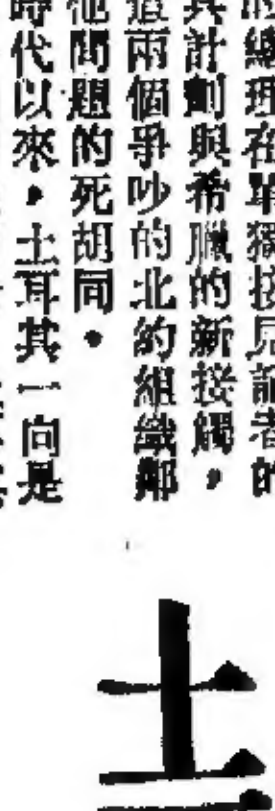 總理在單獨接見記者的
其計劃與希臘的新接觸，
兩個爭吵的北約組織鄰
他問題的死胡同。
時代以來，土耳其一向是
土